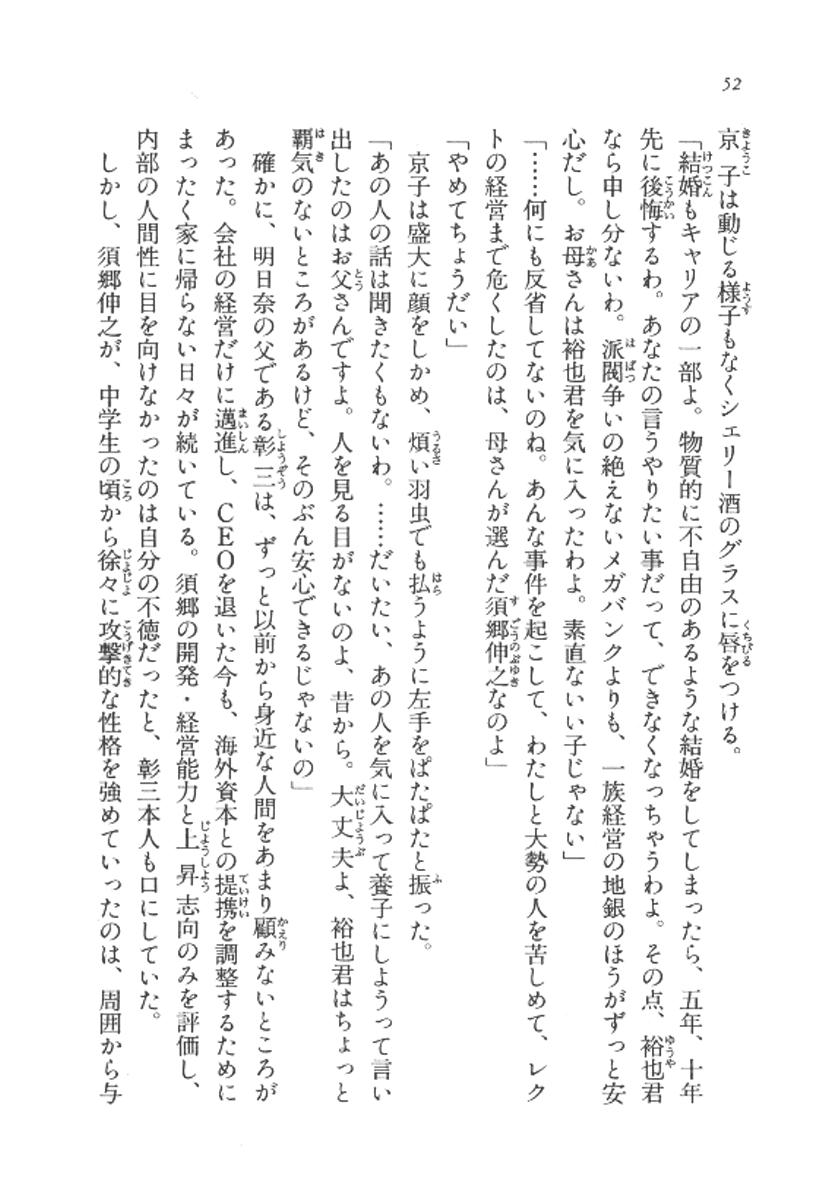 52
京子は動じる様子もなくシェリー酒のグラスに唇をつける。
「結婚もキャリアの一部よ。物質的に不自由のあるような結婚をしてしまったら、五年、十年
先に後悔するわ。あなたの言うやりたい事だって、できなくなっちゃうわよ。その点、裕也君
なら申し分ないわ。派閥争いの絶えないメガバンクよりも、一族経営の地銀のほうがずっと安
心だし。お母さんは裕也君を気に入ったわよ。素直ないい子じゃない」
「……何にも反省してないのね。あんな事件を起こして、わたしと大勢の人を苦しめて、レク
トの経営まで危くしたのは、母さんが選んだ須郷伸之なのよ」
「やめてちょうだい」
京子は盛大に顔をしかめ、煩い羽虫でも払うように左手をぱたぱたと振った。
「あの人の話は聞きたくもないわ。……だいたい、あの人を気に入って養子にしようって言い
出したのはお父さんですよ。人を見る目がないのよ、昔から。大丈夫よ、裕也君はちょっと
覇気のないところがあるけど、そのぶん安心できるじゃないの」
確かに、明日奈の父である彰三は、ずっと以前から身近な人間をあまり顧みないところが
あった。会社の経営だけに邁進し、CEOを退いた今も、海外資本との提携を調整するために
まったく家に帰らない日々が続いている。須郷の開発・経営能力と上昇志向のみを評価し、
内部の人間性に目を向けなかったのは自分の不徳だったと、彰三本人も口にしていた。
しかし、須郷伸之が、中学生の頃から徐々に攻撃的な性格を強めていったのは、周囲から与